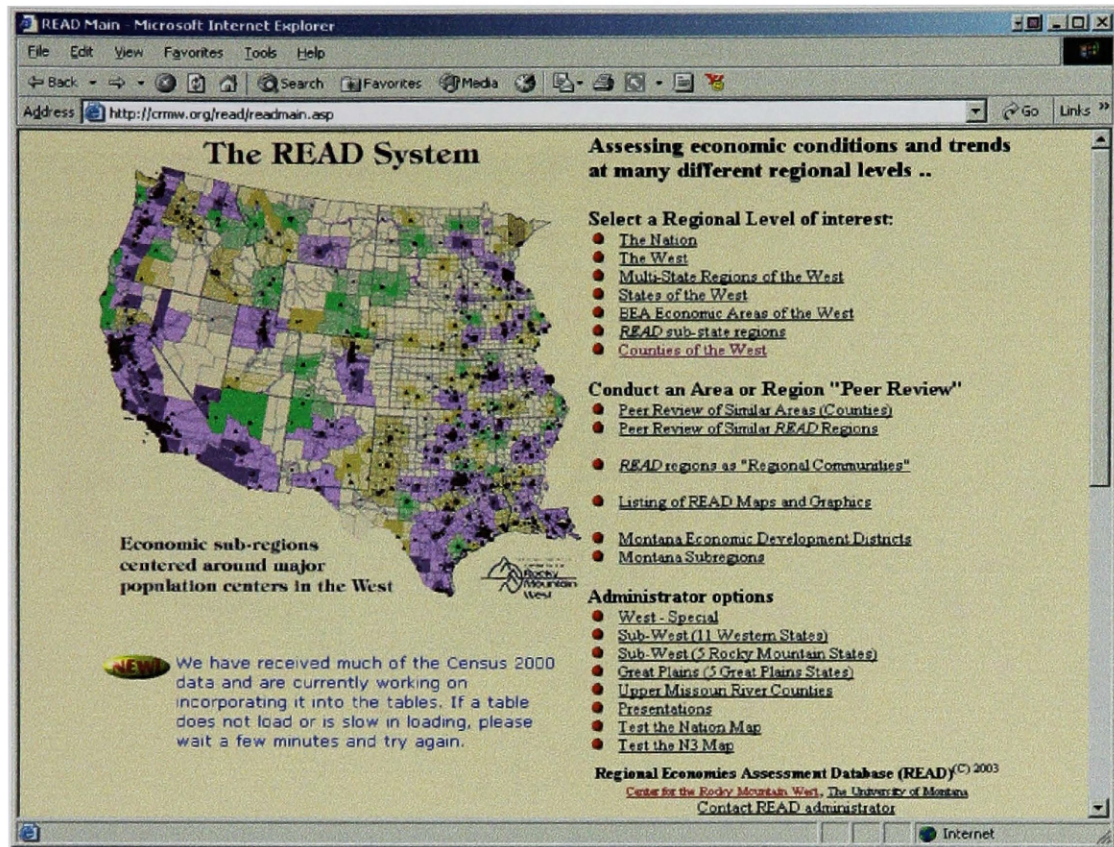 READ Main - Microsoft Internet Explorer
File Edit View Favorites Tools Help
Back Search Favorites Media
Address http://crmw.org/read/readmain.asp Go Links »
The READ System
Economic sub-regions
centered around major
population centers in the West
Rocky
Mountain
West
NEW!
We have received much of the Census 2000
data and are currently working on
incorporating it into the tables. If a table
does not load or is slow in loading, please
wait a few minutes and try again.
Assessing economic conditions and trends
at many different regional levels ..
Select a Regional Level of interest:
The Nation
The West
Multi-State Regions of the West
States of the West
BEA Economic Areas of the West
READ sub-state regions
Counties of the West
Conduct an Area or Region "Peer Review"
Peer Review of Similar Areas (Counties)
Peer Review of Similar READ Regions
READ regions as "Regional Communities"
Listing of READ Maps and Graphics
Montana Economic Development Districts
Montana Subregions
Administrator options
West - Special
Sub-West (11 Western States)
Sub-West (5 Rocky Mountain States)
Great Plains (5 Great Plains States)
Upper Missouri River Counties
Presentations
Test the Nation Map
Test the N3 Map
Regional Economies Assessment Database (READ)(C) 2003
Center for the Rocky Mountain West, The University of Montana
Contact READ administrator
Internet